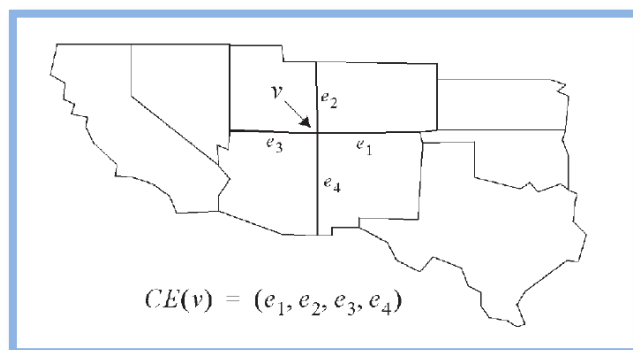 v
e₂
e₃ e₁
e₄
CE(v) = (e₁, e₂, e₃, e₄)